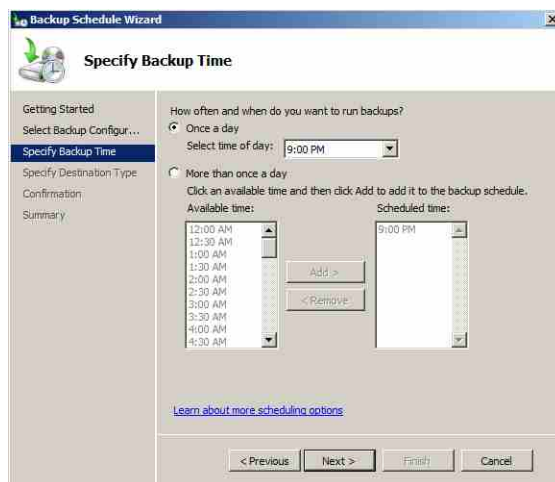 Backup Schedule Wizard
Specify Backup Time
Getting Started
Select Backup Configur...
Specify Backup Time
Specify Destination Type
Confirmation
Summary
How often and when do you want to run backups?
Once a day
Select time of day: 9:00 PM
More than once a day
Click an available time and then click Add to add it to the backup schedule.
Available time:
12:00 AM
12:30 AM
1:00 AM
1:30 AM
2:00 AM
2:30 AM
3:00 AM
3:30 AM
4:00 AM
4:30 AM
Add >
< Remove
Scheduled time:
9:00 PM
Learn about more scheduling options
< Previous Next > Finish Cancel